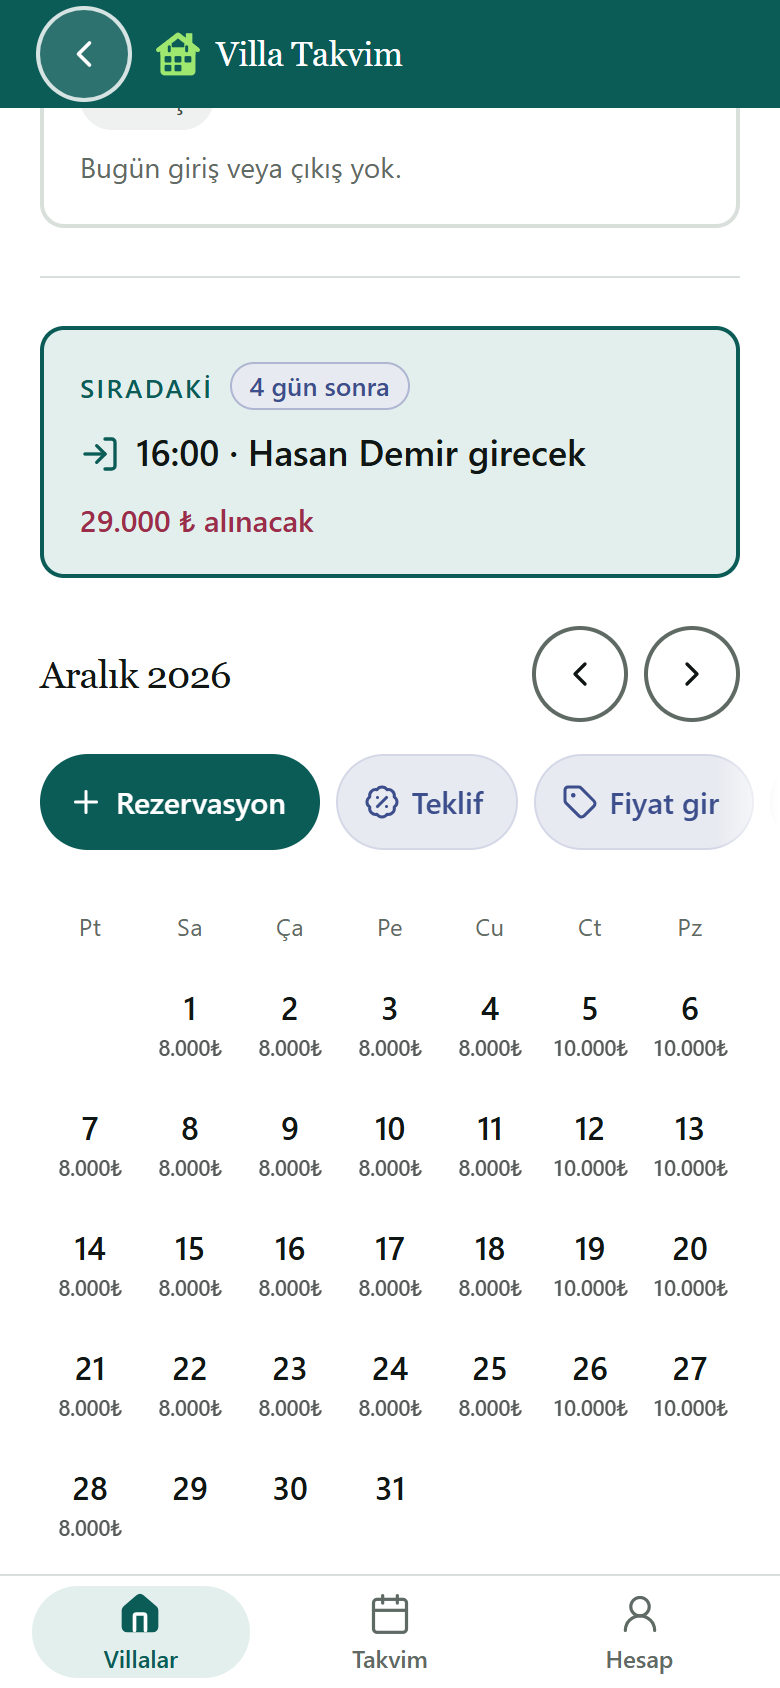 Villa Takvim
Bugün giriş veya çıkış yok.
SIRADAKİ 4 gün sonra
16:00 · Hasan Demir girecek
29.000 ₺ alınacak
Aralık 2026
Rezervasyon Teklif Fiyat gir
Pt Sa Ça Pe Cu Ct Pz
1 2 3 4 5 6
8.000₺ 8.000₺ 8.000₺ 8.000₺ 10.000₺ 10.000₺
7 8 9 10 11 12 13
8.000₺ 8.000₺ 8.000₺ 8.000₺ 8.000₺ 10.000₺ 10.000₺
14 15 16 17 18 19 20
8.000₺ 8.000₺ 8.000₺ 8.000₺ 8.000₺ 10.000₺ 10.000₺
21 22 23 24 25 26 27
8.000₺ 8.000₺ 8.000₺ 8.000₺ 8.000₺ 10.000₺ 10.000₺
28 29 30 31
8.000₺
Villalar Takvim Hesap